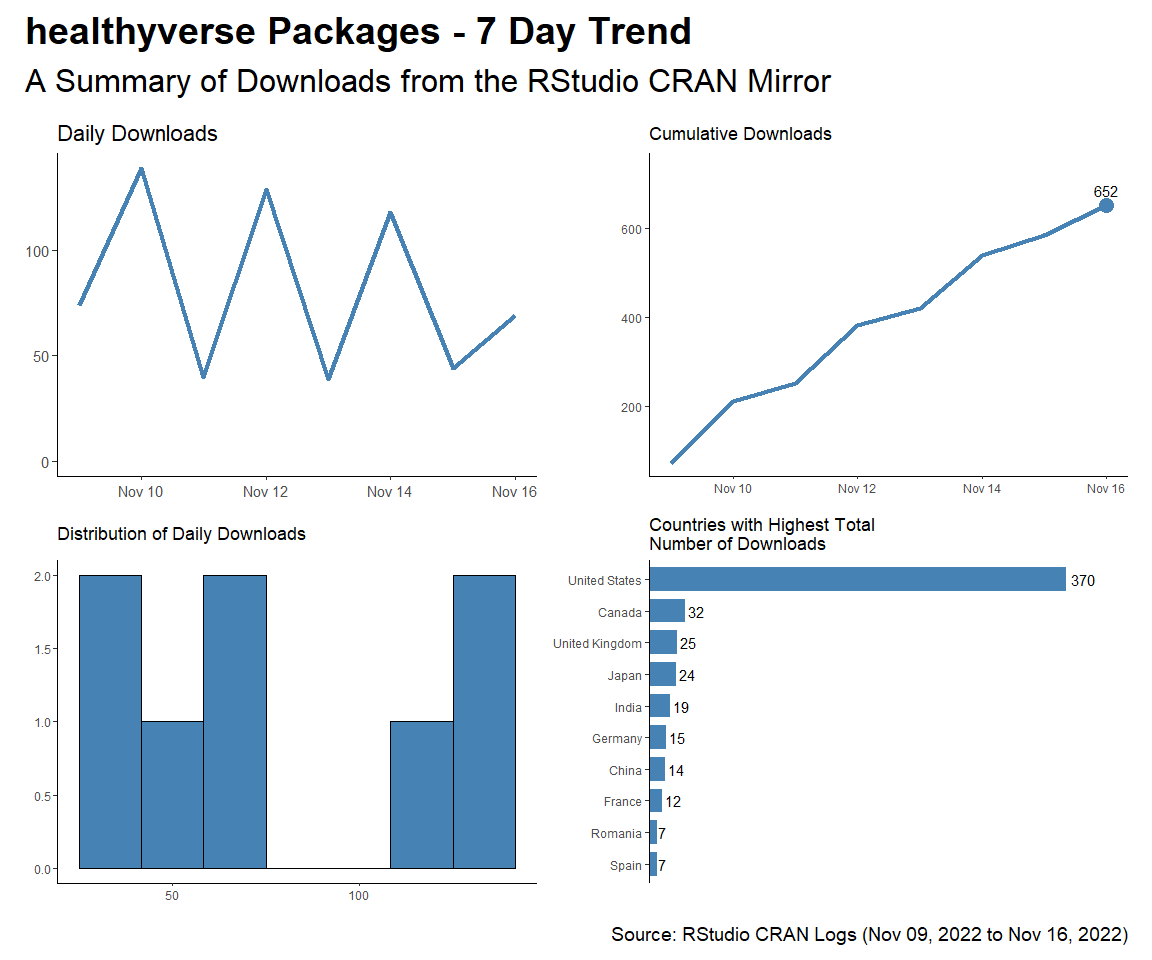 healthyverse Packages - 7 Day Trend
A Summary of Downloads from the RStudio CRAN Mirror
Daily Downloads
100
50
0
Nov 10
Nov 12
Nov 14
Nov 16
Cumulative Downloads
652
600
400
200
Nov 10
Nov 12
Nov 14
Nov 16
Distribution of Daily Downloads
2.0
1.5
1.0
0.5
0.0
50
100
Countries with Highest Total
Number of Downloads
United States 370
Canada 32
United Kingdom 25
Japan 24
India 19
Germany 15
China 14
France 12
Romania 7
Spain 7
Source: RStudio CRAN Logs (Nov 09, 2022 to Nov 16, 2022)